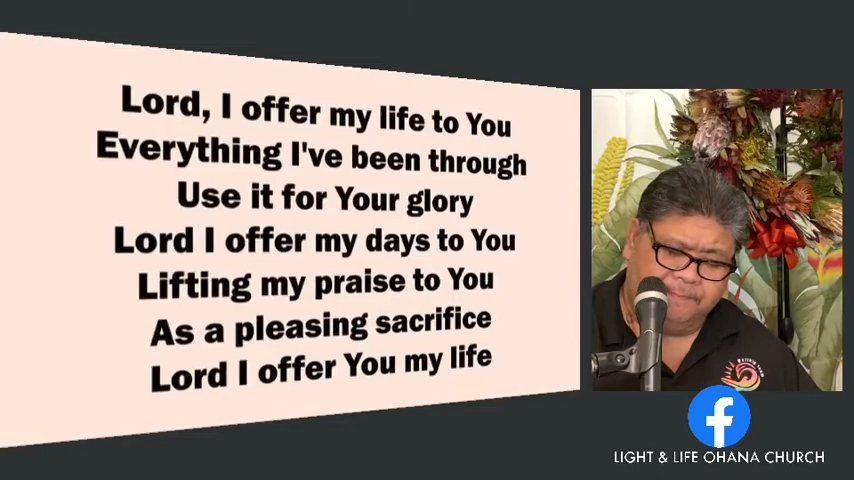 Lord, I offer my life to You
Everything I've been through
Use it for Your glory
Lord I offer my days to You
Lifting my praise to You
As a pleasing sacrifice
Lord I offer You my life
LIGHT & LIFE OHANA CHURCH